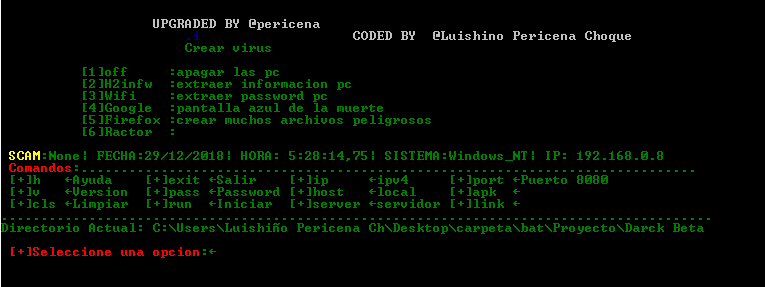 UPGRADED BY @pericena
.4
CODED BY  @Luishino Pericena Choque
Crear virus
[1]off     :apagar las pc
[2]H2infw  :extraer informacion pc
[3]Wifi    :extraer password pc
[4]Google  :pantalla azul de la muerte
[5]Firefox :crear muchos archivos peligrosos
[6]Ractor  :
SCAM:None¦ FECHA:29/12/2018¦ HORA: 5:28:14,75¦ SISTEMA:Windows_NT¦ IP: 192.168.0.8
Comandos:.............................................................................
[+]h   ←Ayuda    [+]exit ←Salir    [+]ip     ←ipv4     [+]port ←Puerto 8080
[+]v   ←Version  [+]pass ←Password [+]host   ←local    [+]apk  ←
[+]cls ←Limpiar  [+]run  ←Iniciar  [+]server ←servidor [+]link ←
.........................................................................................
Directorio Actual: C:\Users\Luishiño Pericena Ch\Desktop\carpeta\bat\Proyecto\Darck Beta
[+]Seleccione una opcion:←